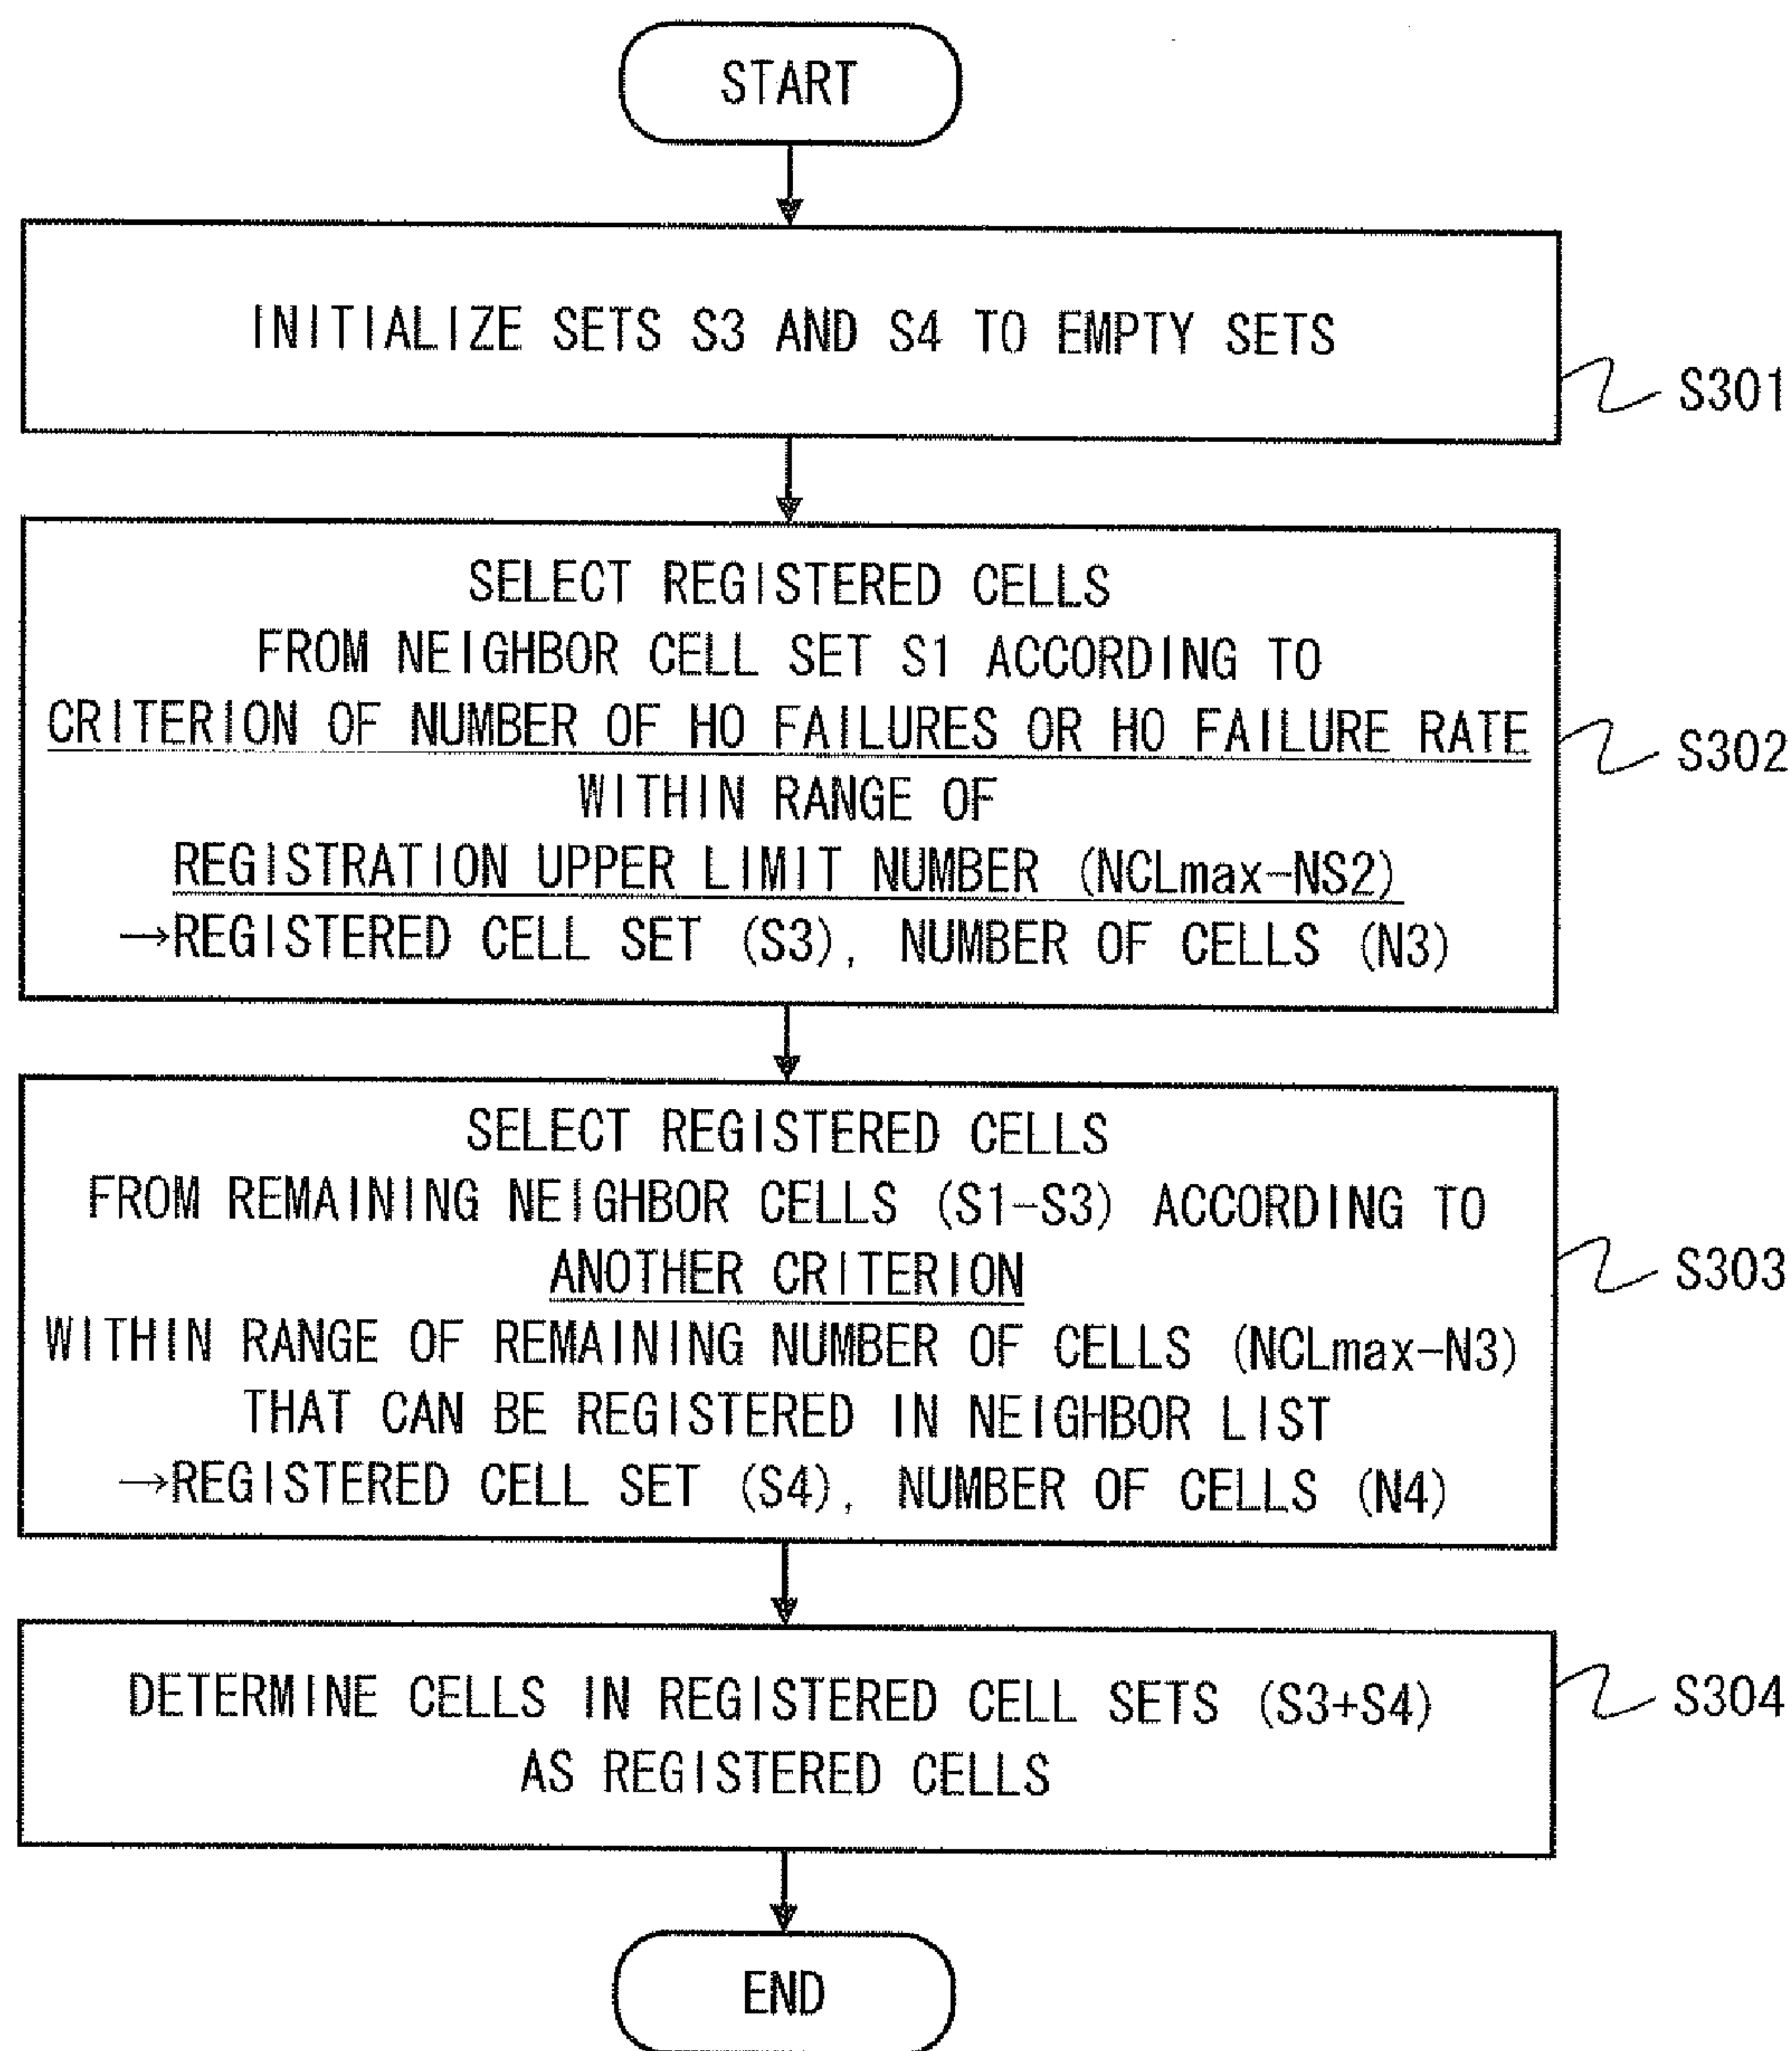 START
INITIALIZE SETS S3 AND S4 TO EMPTY SETS
S301
SELECT REGISTERED CELLS
FROM NEIGHBOR CELL SET S1 ACCORDING TO
CRITERION OF NUMBER OF HO FAILURES OR HO FAILURE RATE
WITHIN RANGE OF
REGISTRATION UPPER LIMIT NUMBER (NCLmax-NS2)
→REGISTERED CELL SET (S3), NUMBER OF CELLS (N3)
S302
SELECT REGISTERED CELLS
FROM REMAINING NEIGHBOR CELLS (S1-S3) ACCORDING TO
ANOTHER CRITERION
WITHIN RANGE OF REMAINING NUMBER OF CELLS (NCLmax-N3)
THAT CAN BE REGISTERED IN NEIGHBOR LIST
→REGISTERED CELL SET (S4), NUMBER OF CELLS (N4)
S303
DETERMINE CELLS IN REGISTERED CELL SETS (S3+S4)
AS REGISTERED CELLS
S304
END